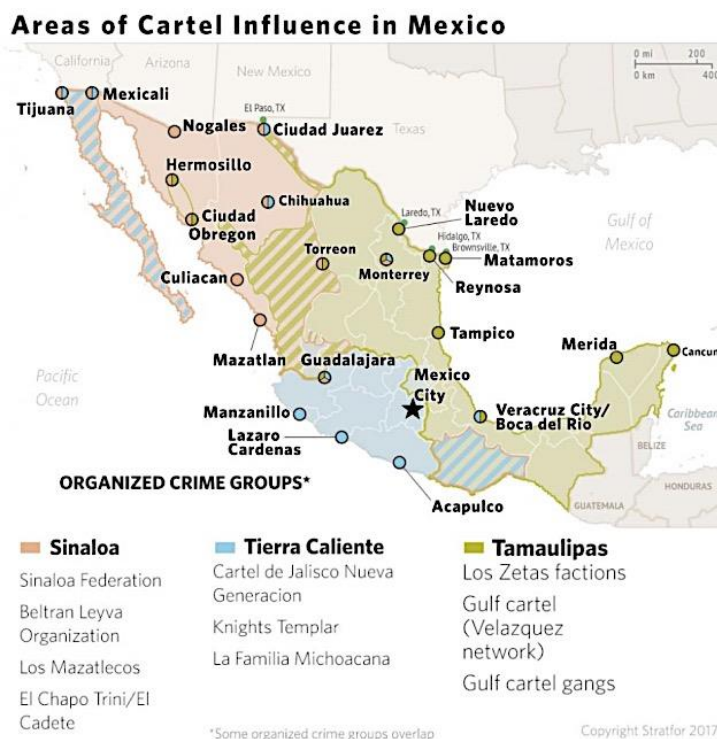 Areas of Cartel Influence in Mexico
California
Arizona
New Mexico
0 mi 200
0 km 400
Tijuana
Mexicali
El Paso, TX
Nogales
Ciudad Juarez
Texas
Hermosillo
Chihuahua
Ciudad
Obregon
Laredo, TX
Nuevo
Laredo
Gulf of
Mexico
Hidalgo, TX
Brownsville, TX
Torreon
Monterrey
Matamoros
Reynosa
Culiacan
Mazatlan
Tampico
Guadalajara
Mexico
City
Merida
Cancun
Pacific
Ocean
Manzanillo
Veracruz City/
Boca del Rio
Caribbean
Sea
Lazaro
Cardenas
BELIZE
ORGANIZED CRIME GROUPS*
Acapulco
GUATEMALA
HONDURAS
Sinaloa
Sinaloa Federation
Beltran Leyva
Organization
Los Mazatlecos
El Chapo Trini/El
Cadete
Tierra Caliente
Cartel de Jalisco Nueva
Generacion
Knights Templar
La Familia Michoacana
Tamaulipas
Los Zetas factions
Gulf cartel
(Velazquez
network)
Gulf cartel gangs
*Some organized crime groups overlap
Copyright Stratfor 2017